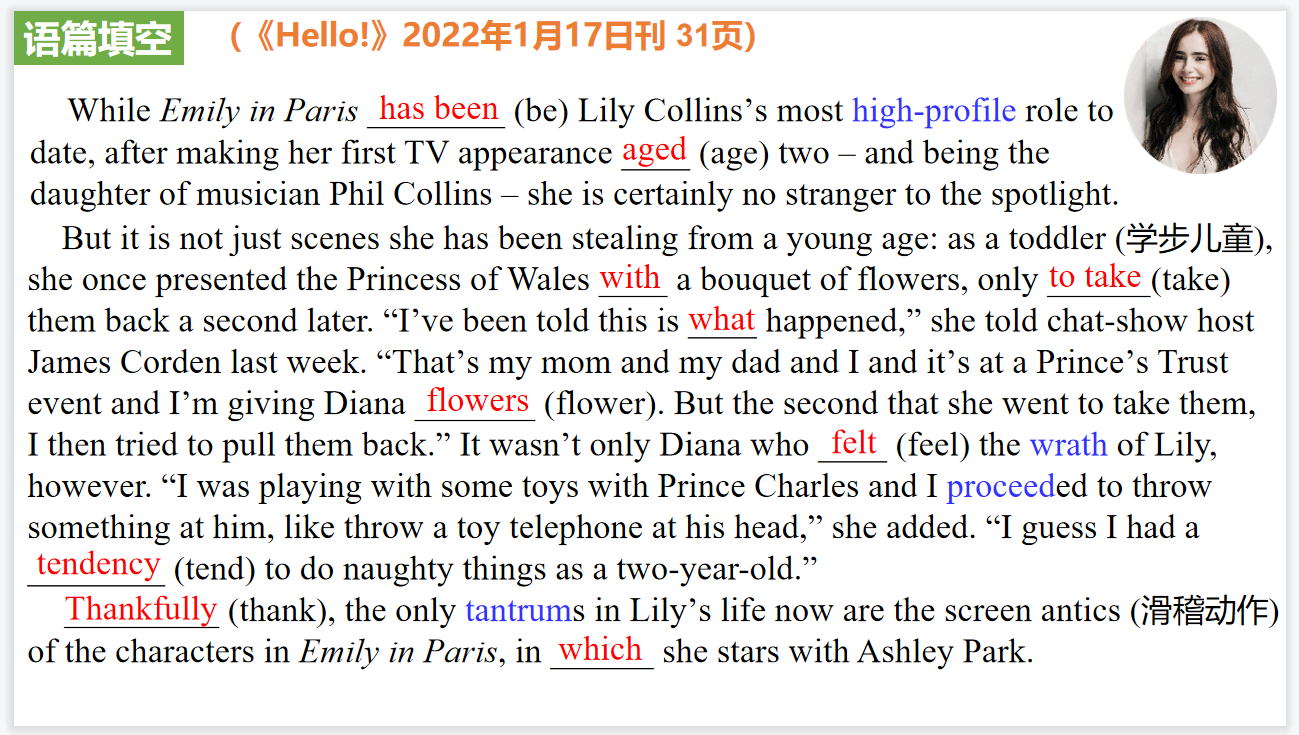 语篇填空
(《Hello!》2022年1月17日刊 31页)
While Emily in Paris has been (be) Lily Collins’s most high-profile role to
date, after making her first TV appearance aged (age) two – and being the
daughter of musician Phil Collins – she is certainly no stranger to the spotlight.
But it is not just scenes she has been stealing from a young age: as a toddler (学步儿童),
she once presented the Princess of Wales with a bouquet of flowers, only to take (take)
them back a second later. “I’ve been told this is what happened,” she told chat-show host
James Corden last week. “That’s my mom and my dad and I and it’s at a Prince’s Trust
event and I’m giving Diana flowers (flower). But the second that she went to take them,
I then tried to pull them back.” It wasn’t only Diana who felt (feel) the wrath of Lily,
however. “I was playing with some toys with Prince Charles and I proceeded to throw
something at him, like throw a toy telephone at his head,” she added. “I guess I had a
tendency (tend) to do naughty things as a two-year-old.”
Thankfully (thank), the only tantrums in Lily’s life now are the screen antics (滑稽动作)
of the characters in Emily in Paris, in which she stars with Ashley Park.